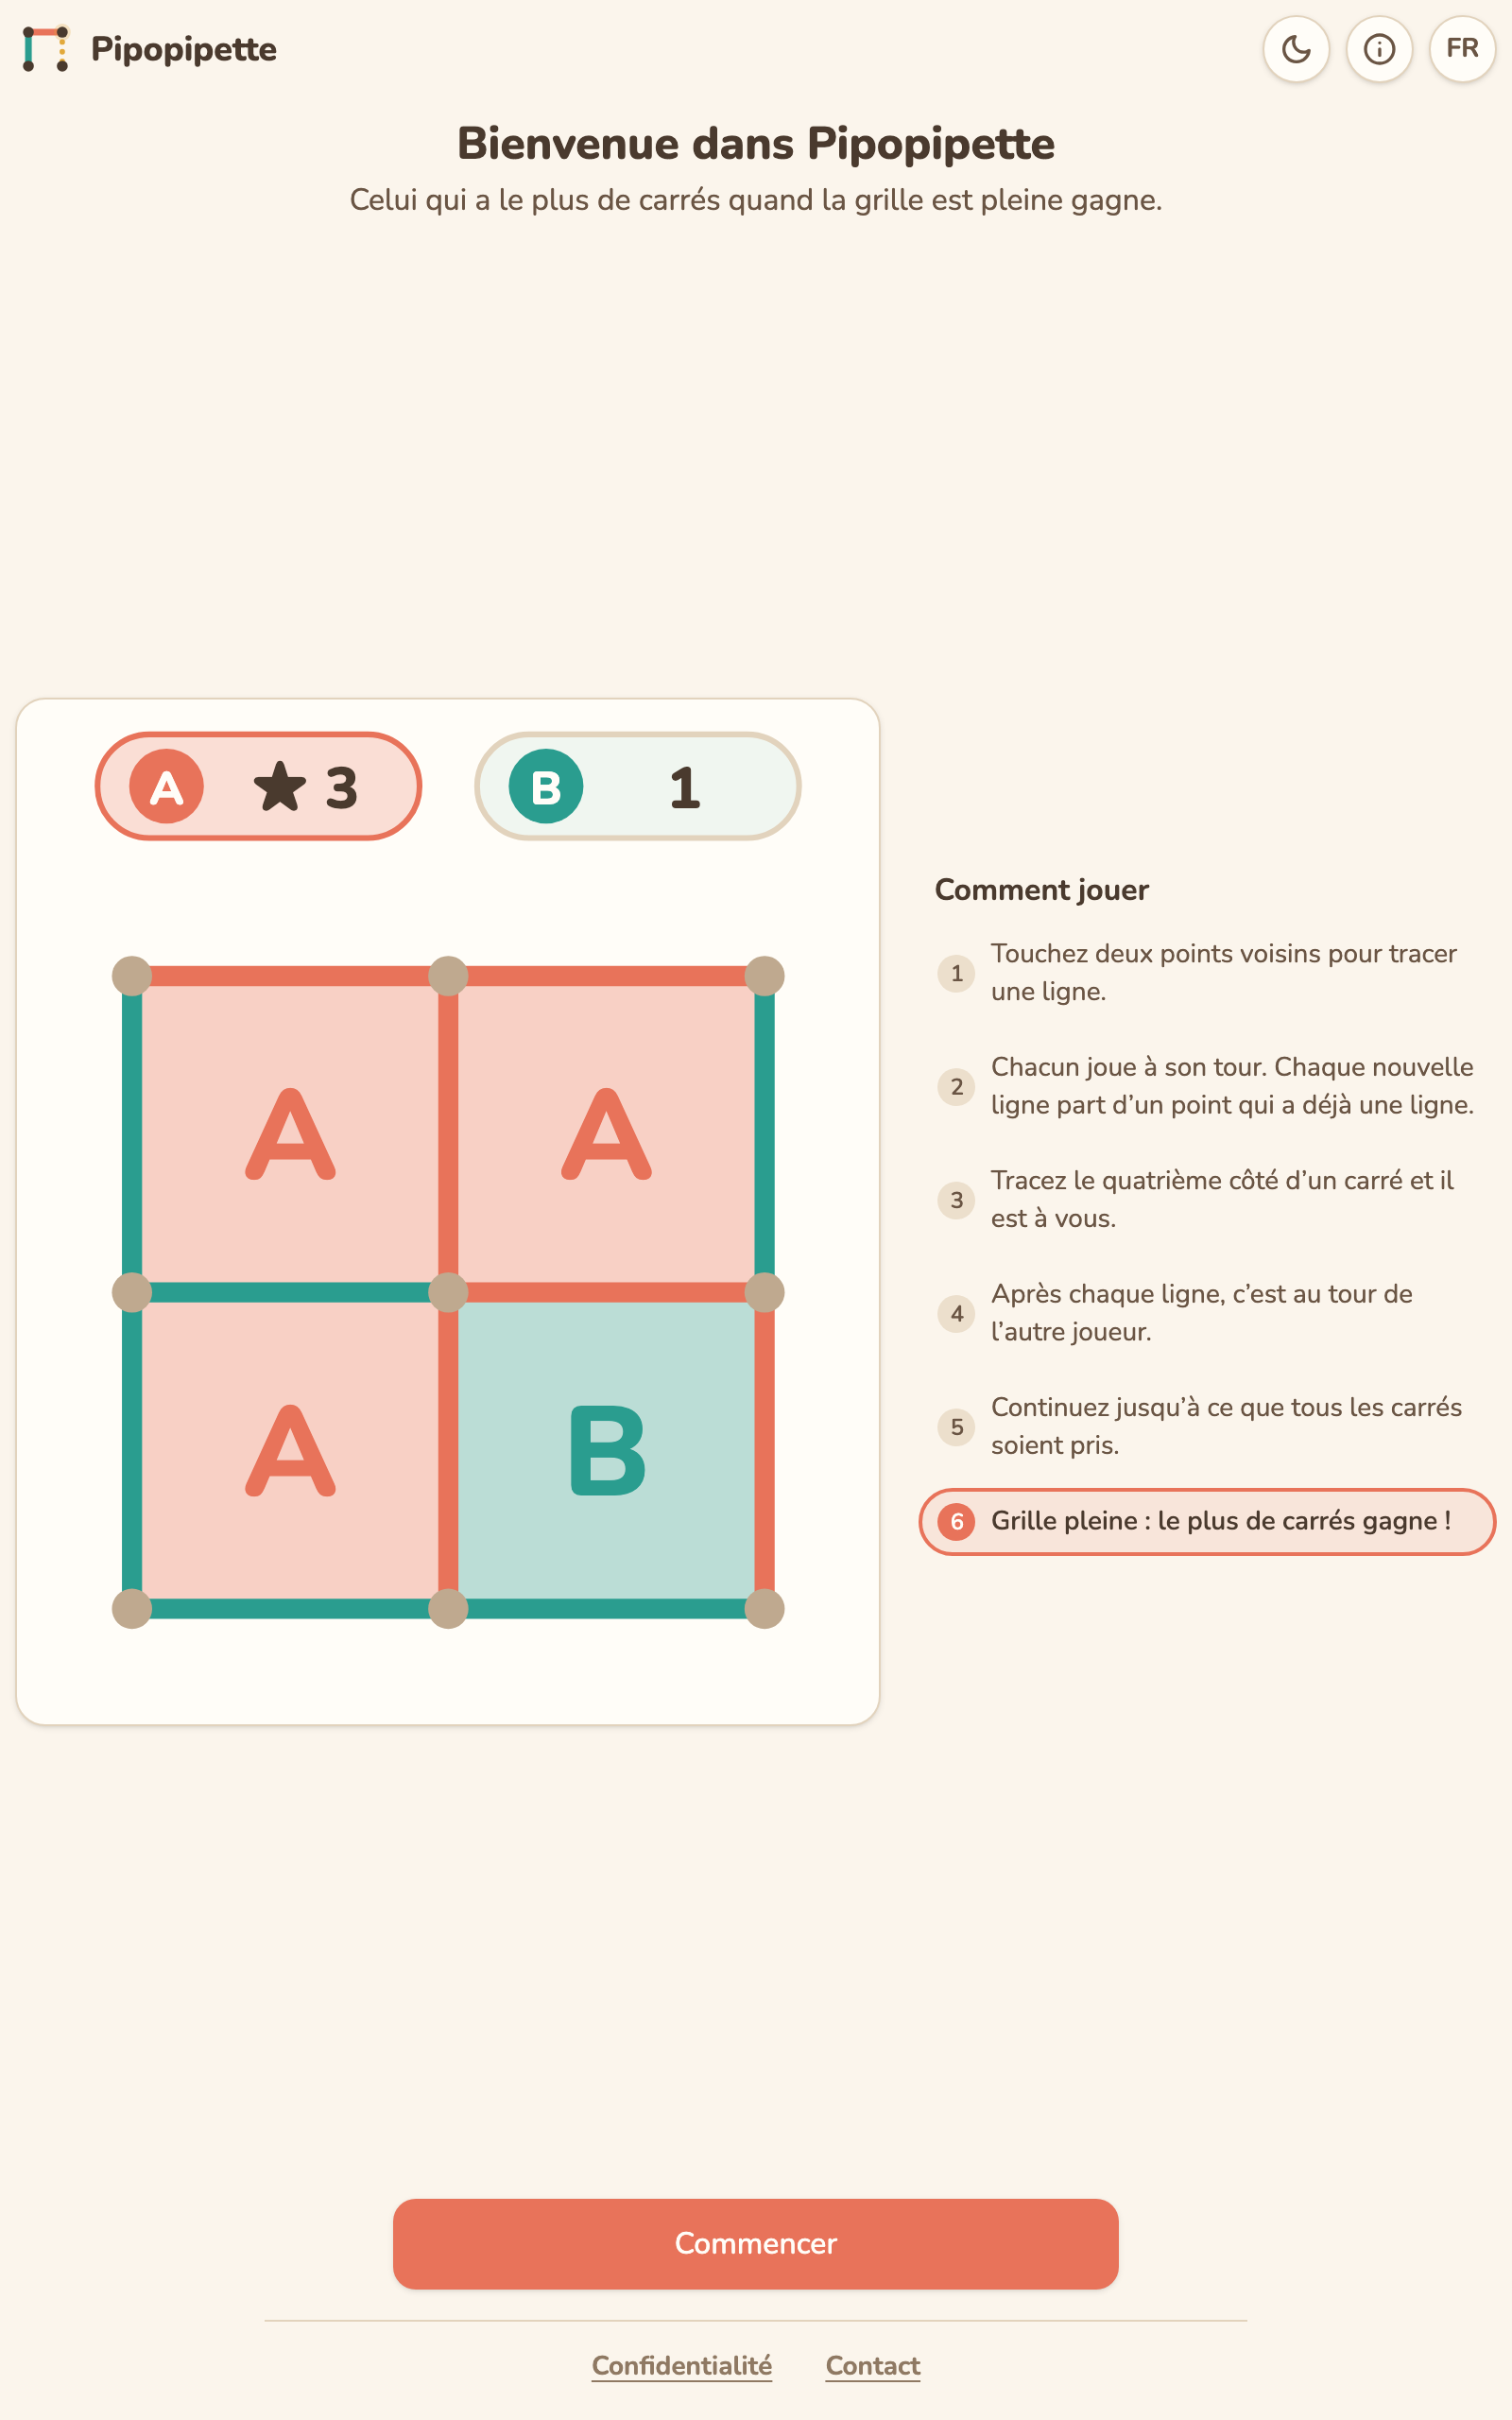 Pipopipette
FR
Bienvenue dans Pipopipette
Celui qui a le plus de carrés quand la grille est pleine gagne.
A ★ 3
B 1
A A
A B
Comment jouer
1 Touchez deux points voisins pour tracer
une ligne.
2 Chacun joue à son tour. Chaque nouvelle
ligne part d’un point qui a déjà une ligne.
3 Tracez le quatrième côté d’un carré et il
est à vous.
4 Après chaque ligne, c’est au tour de
l’autre joueur.
5 Continuez jusqu’à ce que tous les carrés
soient pris.
6 Grille pleine : le plus de carrés gagne !
Commencer
Confidentialité Contact